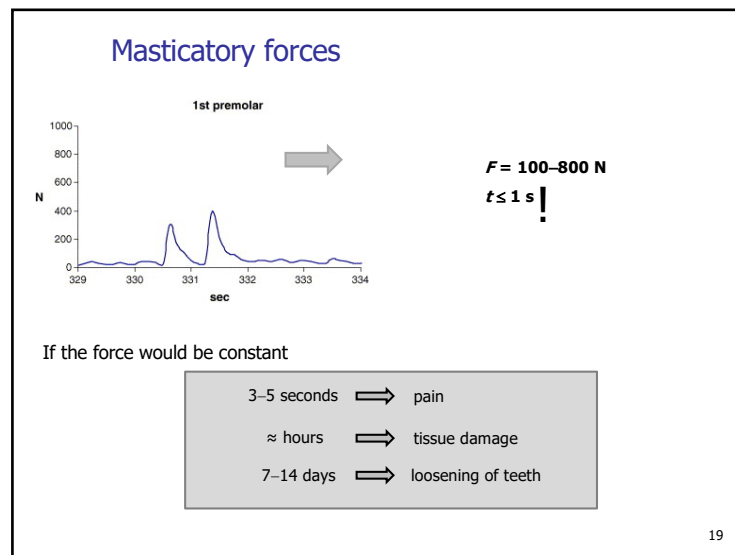 Masticatory forces
1st premolar
1000
800
600
400
200
0
N
329 330 331 332 333 334
sec
F = 100–800 N
t ≤ 1 s !
If the force would be constant
3–5 seconds pain
≈ hours tissue damage
7–14 days loosening of teeth
19